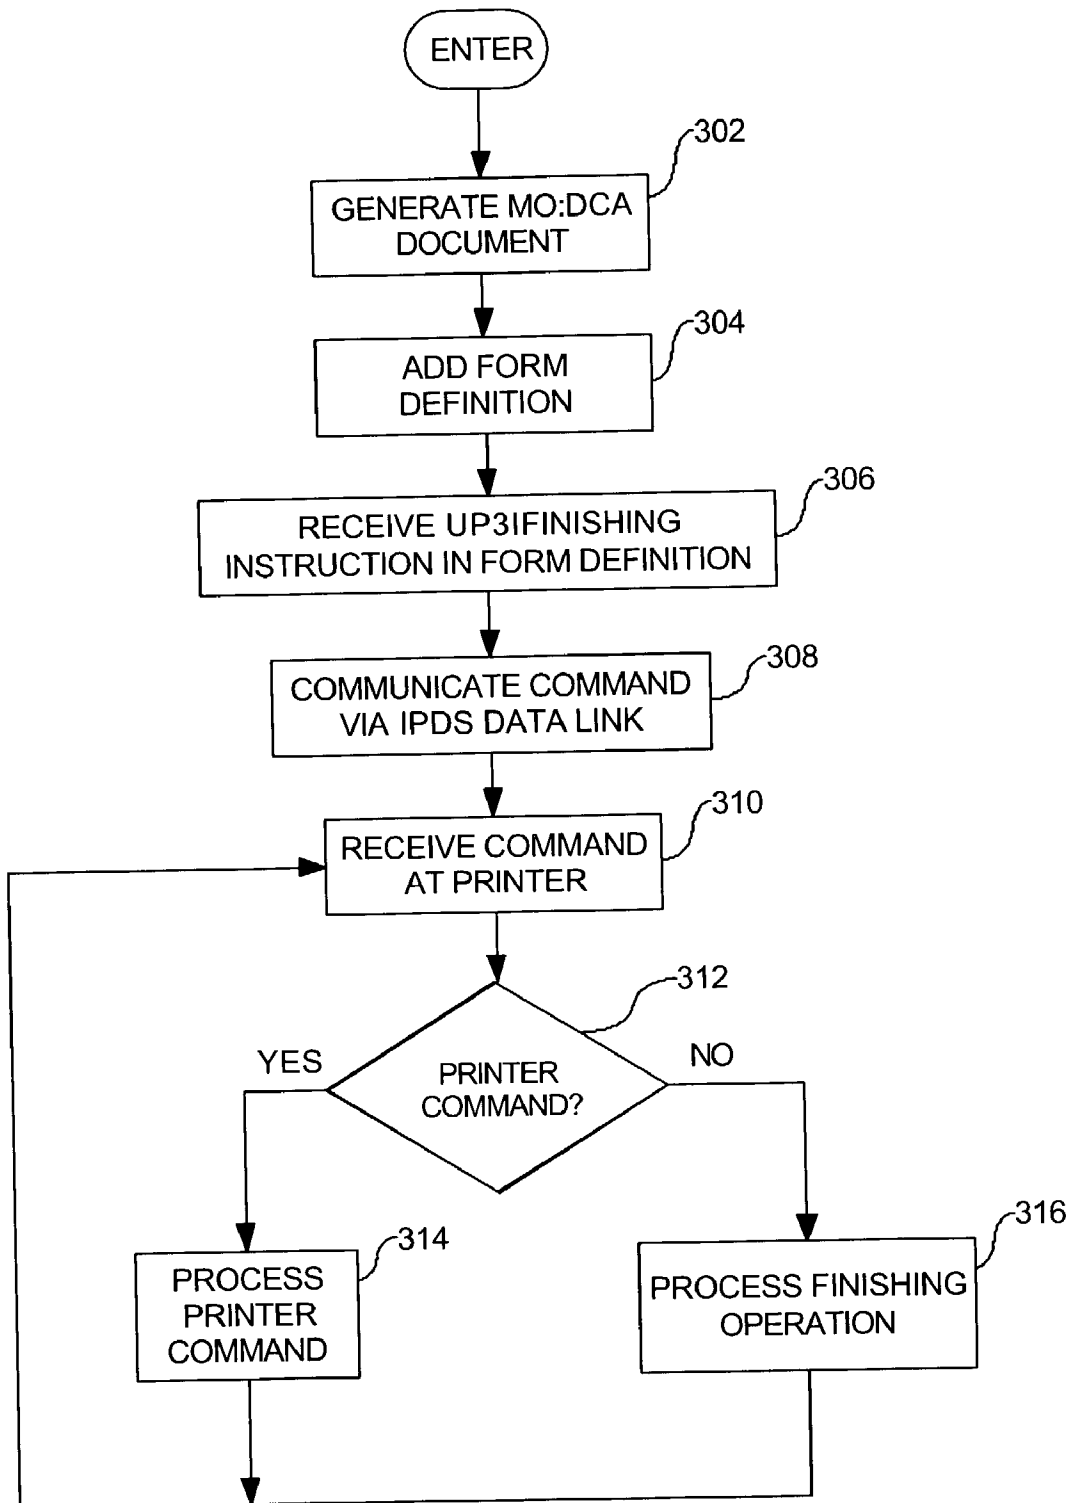 ENTER
302
GENERATE MO:DCA
DOCUMENT
304
ADD FORM
DEFINITION
306
RECEIVE UP3IFINISHING
INSTRUCTION IN FORM DEFINITION
308
COMMUNICATE COMMAND
VIA IPDS DATA LINK
310
RECEIVE COMMAND
AT PRINTER
312
YES
NO
PRINTER
COMMAND?
314
PROCESS
PRINTER
COMMAND
316
PROCESS FINISHING
OPERATION